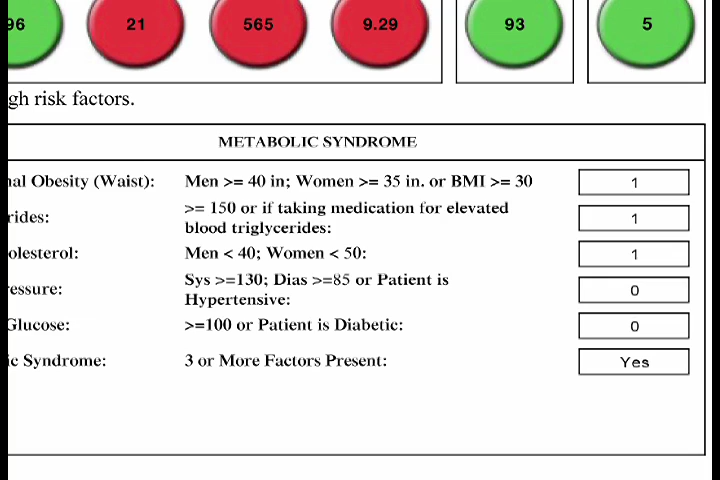 96 21 565 9.29 93 5
gh risk factors.
METABOLIC SYNDROME
nal Obesity (Waist): Men >= 40 in; Women >= 35 in. or BMI >= 30 1
rides: >= 150 or if taking medication for elevated
blood triglycerides: 1
olesterol: Men < 40; Women < 50: 1
essure: Sys >=130; Dias >=85 or Patient is
Hypertensive: 0
Glucose: >=100 or Patient is Diabetic: 0
ic Syndrome: 3 or More Factors Present: Yes